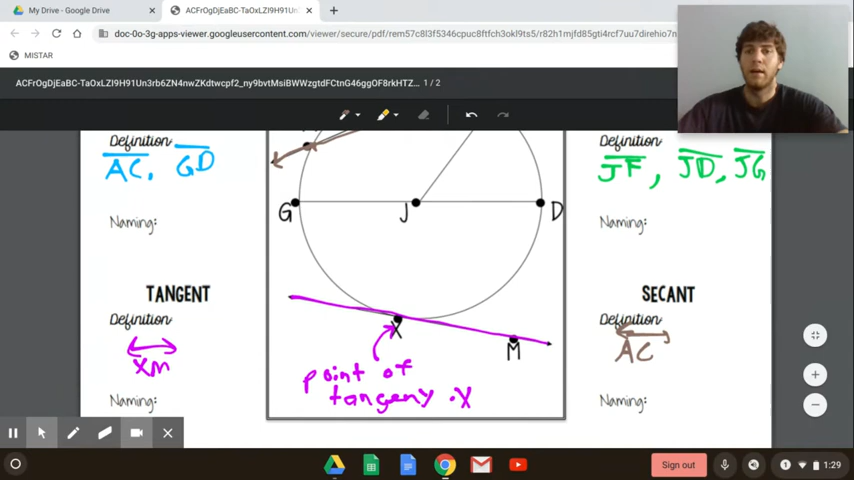 My Drive - Google Drive
ACFrOgDjEaBC-TaOxLZI9H91Un
doc-0o-3g-apps-viewer.googleusercontent.com/viewer/secure/pdf/rem57c8l3f5346cpuc8ftfch3okl9ts5/r82h1mjfd85gti4rcf7uu7direhio7n
MISTAR
ACFrOgDjEaBC-TaOxLZI9H91Un3rb6ZN4nwZKdtwcpf2_ny9bvtMsiBWWzgtdFCtnG46ggOF8rkHTZ... 1 / 2
Definition
AC, GD
Naming:
G
J
D
Definition
JF, JD, JG
Naming:
TANGENT
Definition
XM
Naming:
X
M
point of
tangeny · X
SECANT
Definition
AC
Naming:
Sign out
1
1:29